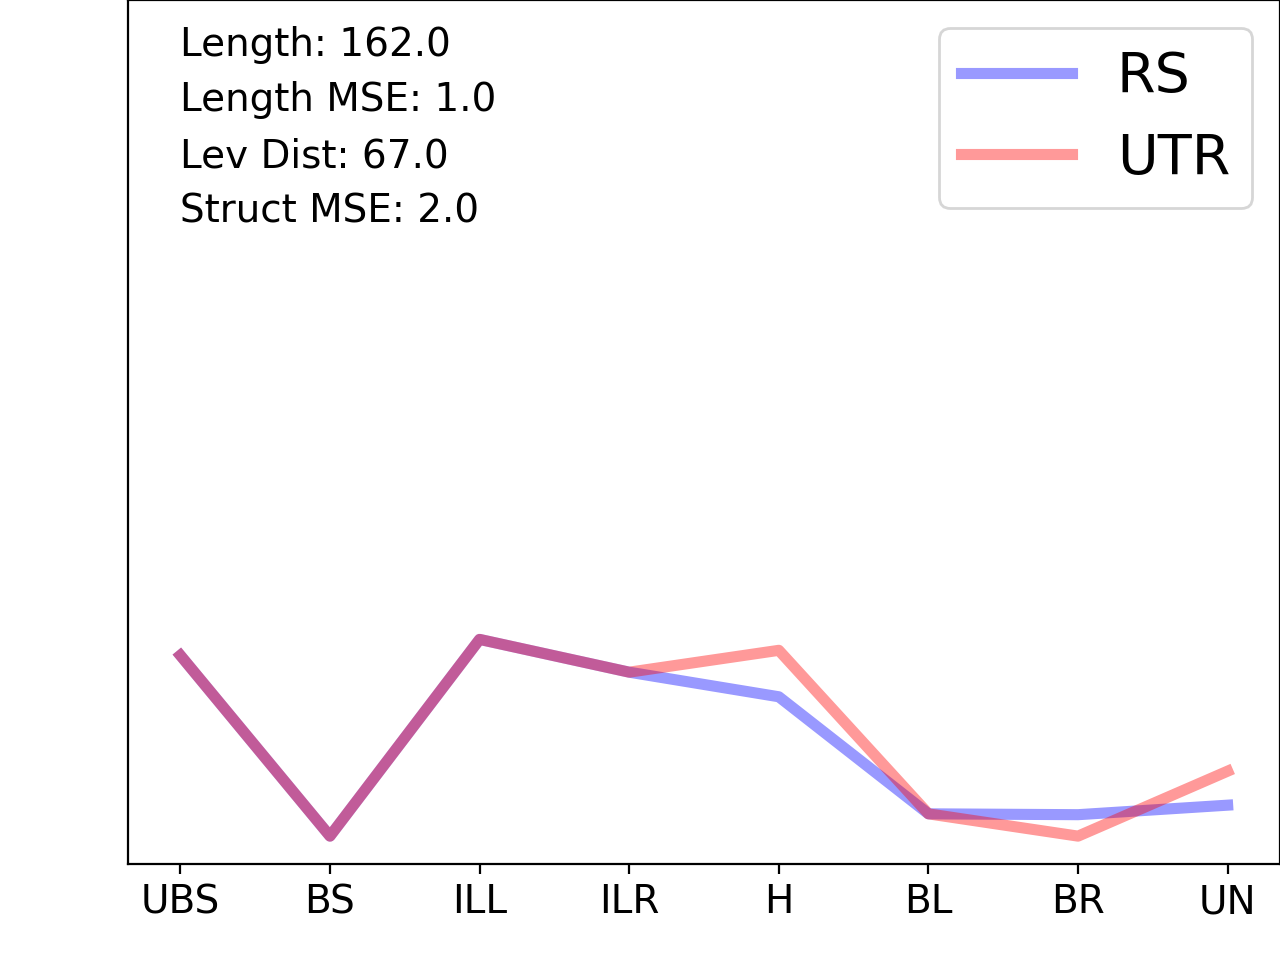 Length: 162.0
Length MSE: 1.0
Lev Dist: 67.0
Struct MSE: 2.0
RS
UTR
UBS BS ILL ILR H BL BR UN